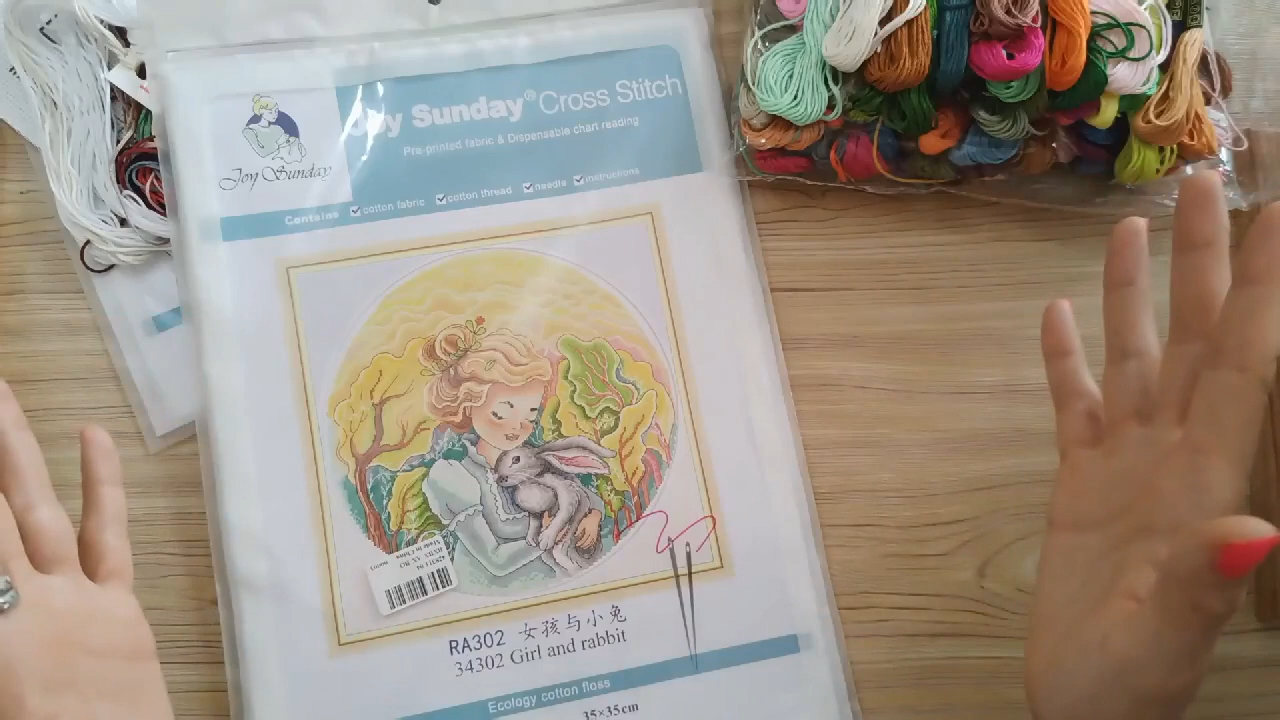 Joy Sunday® Cross Stitch
Pre-printed fabric & Dispensable chart reading
Joy Sunday
Contains cotton fabric cotton thread needle instructions
RA302 女孩与小兔
34302 Girl and rabbit
Ecology cotton floss
35×35cm